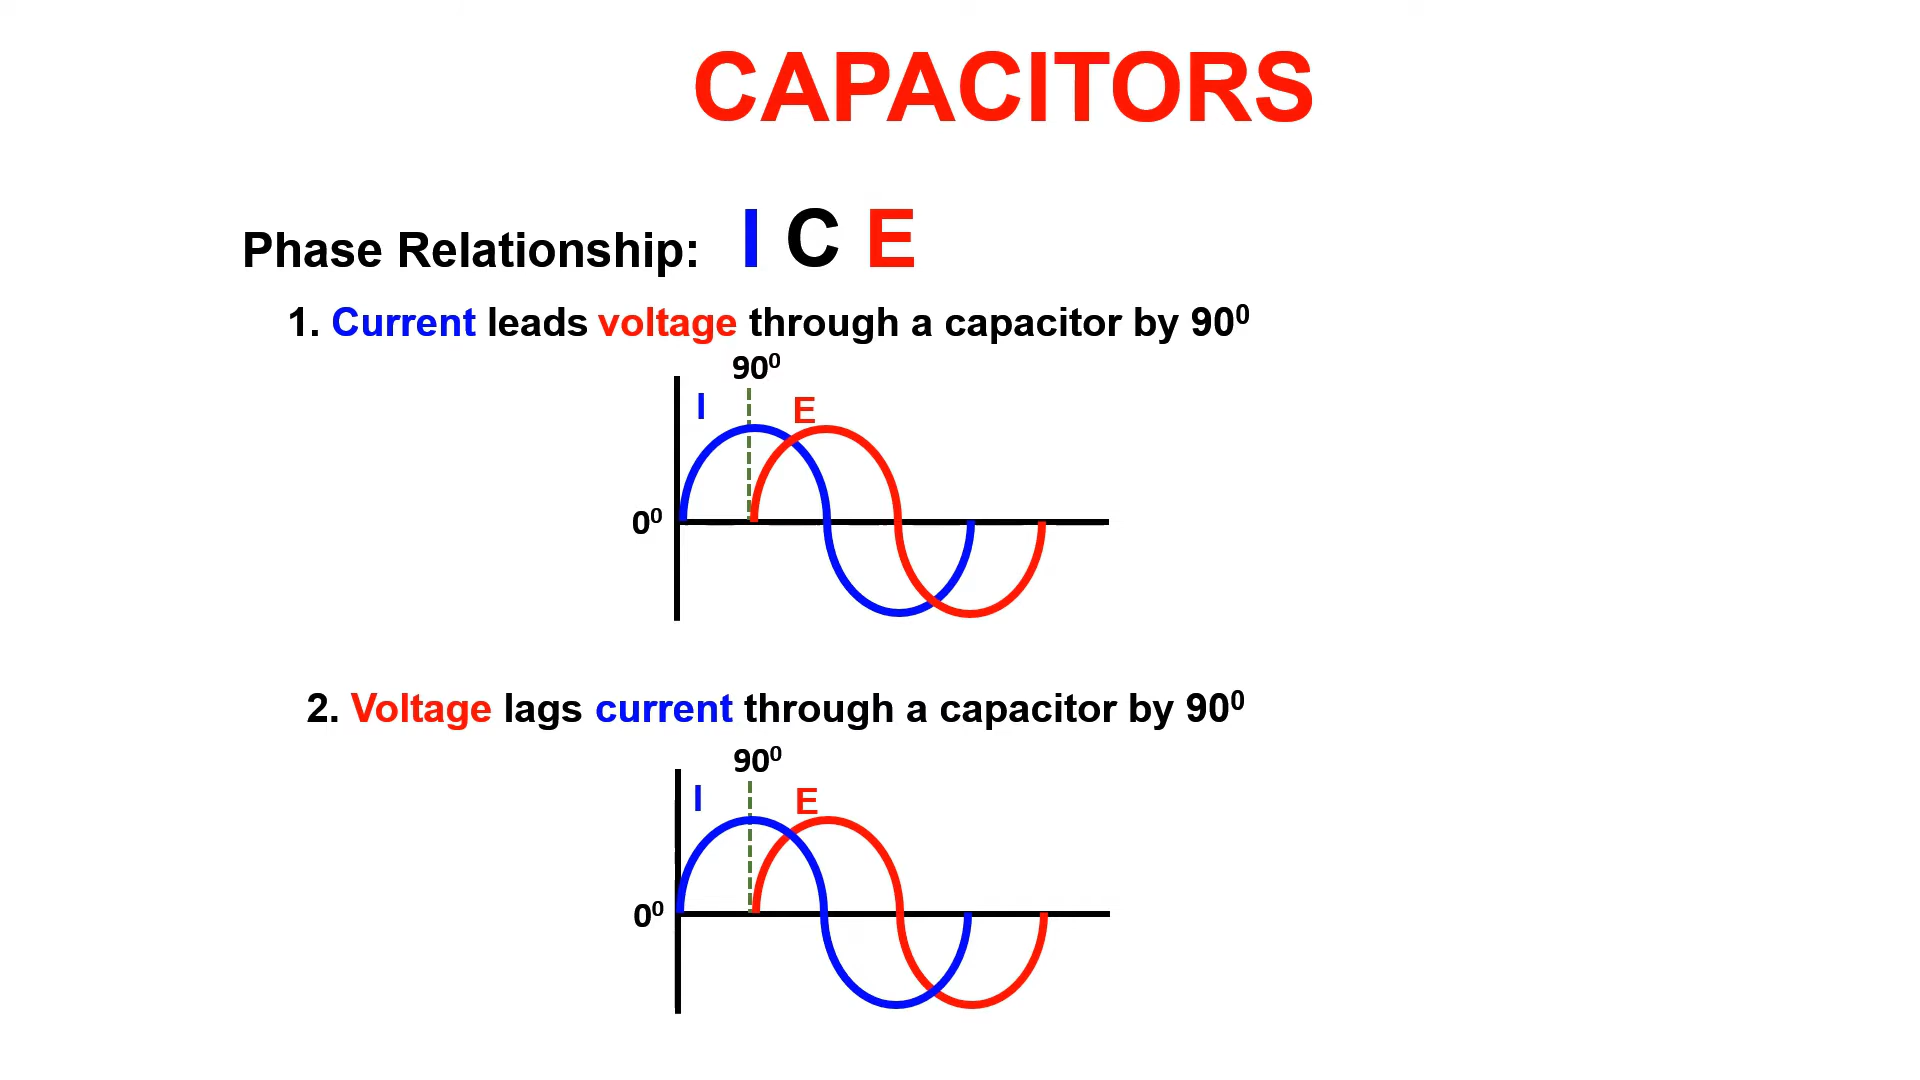 CAPACITORS
Phase Relationship: I C E
1. Current leads voltage through a capacitor by 90⁰
90⁰
I E
0⁰
2. Voltage lags current through a capacitor by 90⁰
90⁰
I E
0⁰